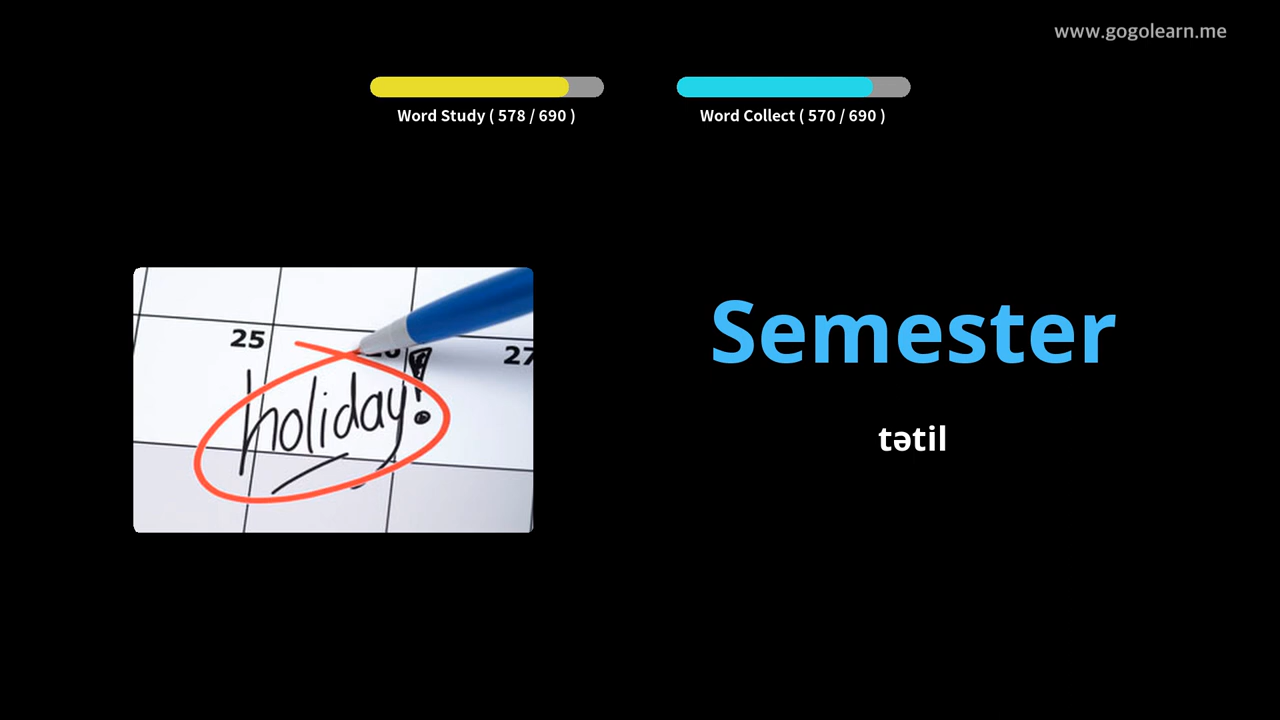 www.gogolearn.me
Word Study ( 578 / 690 )
Word Collect ( 570 / 690 )
25
27
holiday!
Semester
tətil